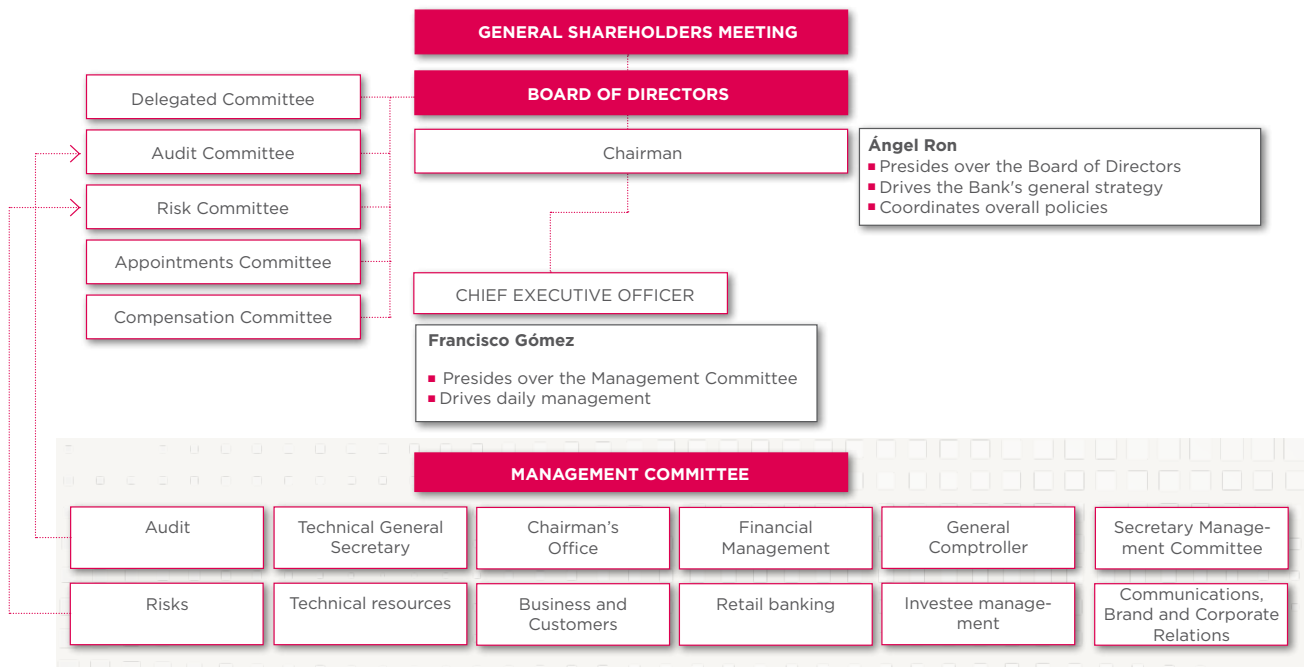 GENERAL SHAREHOLDERS MEETING
BOARD OF DIRECTORS
Delegated Committee
Audit Committee
Risk Committee
Appointments Committee
Compensation Committee
Chairman
Ángel Ron
Presides over the Board of Directors
Drives the Bank's general strategy
Coordinates overall policies
CHIEF EXECUTIVE OFFICER
Francisco Gómez
Presides over the Management Committee
Drives daily management
MANAGEMENT COMMITTEE
Audit
Technical General
Secretary
Chairman’s
Office
Financial
Management
General
Comptroller
Secretary Manage-
ment Committee
Risks
Technical resources
Business and
Customers
Retail banking
Investee manage-
ment
Communications,
Brand and Corporate
Relations